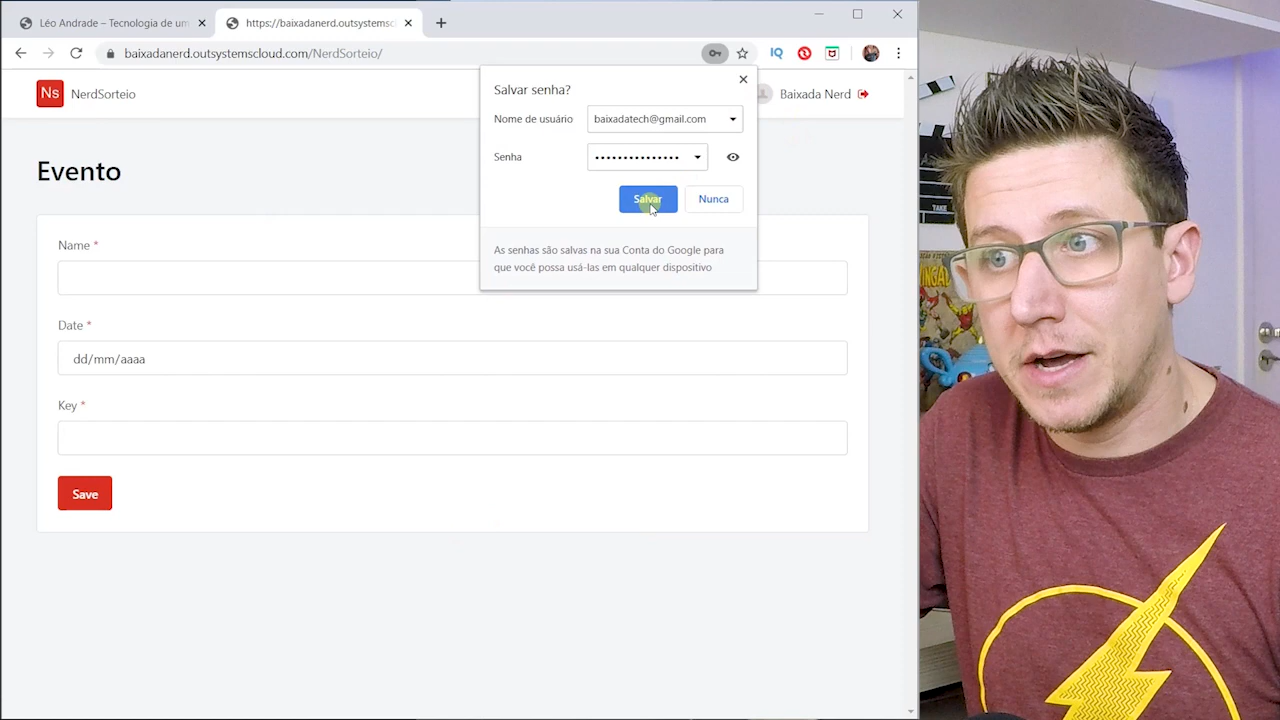 Léo Andrade – Tecnologia de um
https://baixadanerd.outsystemsc
baixadanerd.outsystemscloud.com/NerdSorteio/
IQ
Ns NerdSorteio
Baixada Nerd
Salvar senha?
Nome de usuário
baixadatech@gmail.com
Senha
•••••••••••••••
Salvar
Nunca
As senhas são salvas na sua Conta do Google para
que você possa usá-las em qualquer dispositivo
Evento
Name *
Date *
dd/mm/aaaa
Key *
Save
TAKE